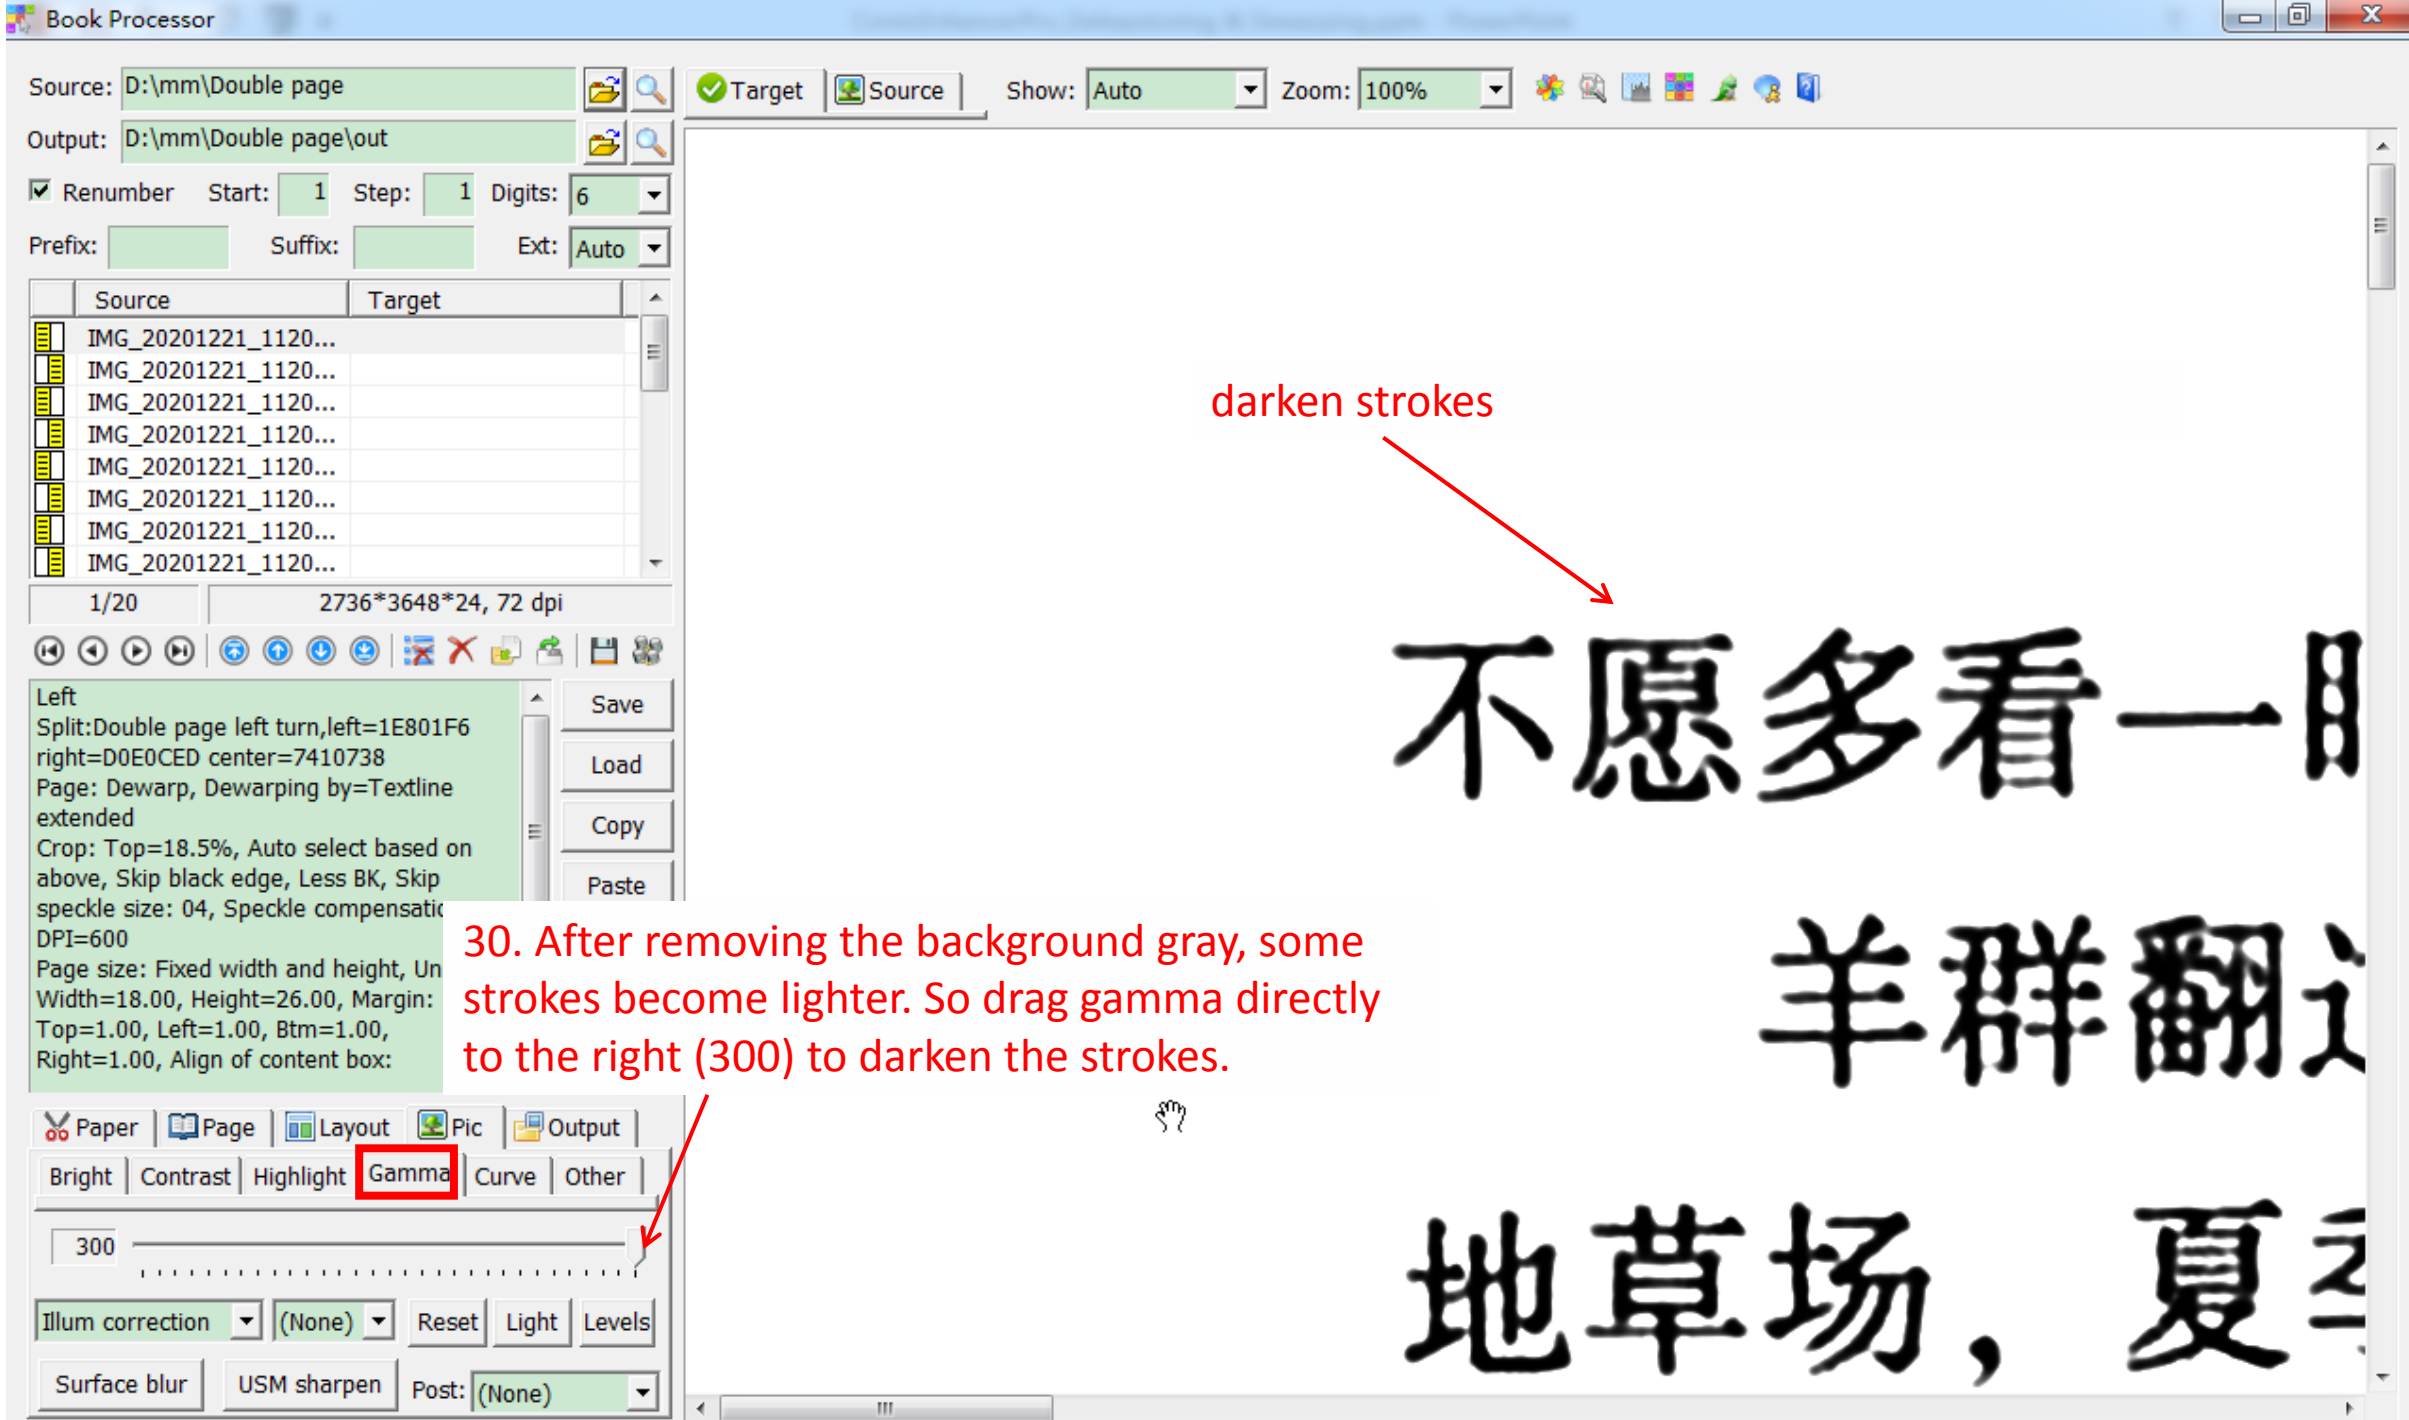 Book Processor
Source: D:\mm\Double page
Target Source Show: Auto Zoom: 100%
Output: D:\mm\Double page\out
Renumber Start: 1 Step: 1 Digits: 6
Prefix: Suffix: Ext: Auto
Source Target
IMG_20201221_1120...
IMG_20201221_1120...
IMG_20201221_1120...
IMG_20201221_1120...
IMG_20201221_1120...
IMG_20201221_1120...
IMG_20201221_1120...
IMG_20201221_1120...
1/20 2736*3648*24, 72 dpi
Left
Split:Double page left turn,left=1E801F6
right=D0E0CED center=7410738
Page: Dewarp, Dewarping by=Textline
extended
Crop: Top=18.5%, Auto select based on
above, Skip black edge, Less BK, Skip
speckle size: 04, Speckle compensatic
DPI=600
Page size: Fixed width and height, Un
Width=18.00, Height=26.00, Margin:
Top=1.00, Left=1.00, Btm=1.00,
Right=1.00, Align of content box:
Save
Load
Copy
Paste
30. After removing the background gray, some
strokes become lighter. So drag gamma directly
to the right (300) to darken the strokes.
Paper Page Layout Pic Output
Bright Contrast Highlight Gamma Curve Other
300
Illum correction (None) Reset Light Levels
Surface blur USM sharpen Post: (None)
darken strokes
不愿多看一
羊群翻
地草场，夏